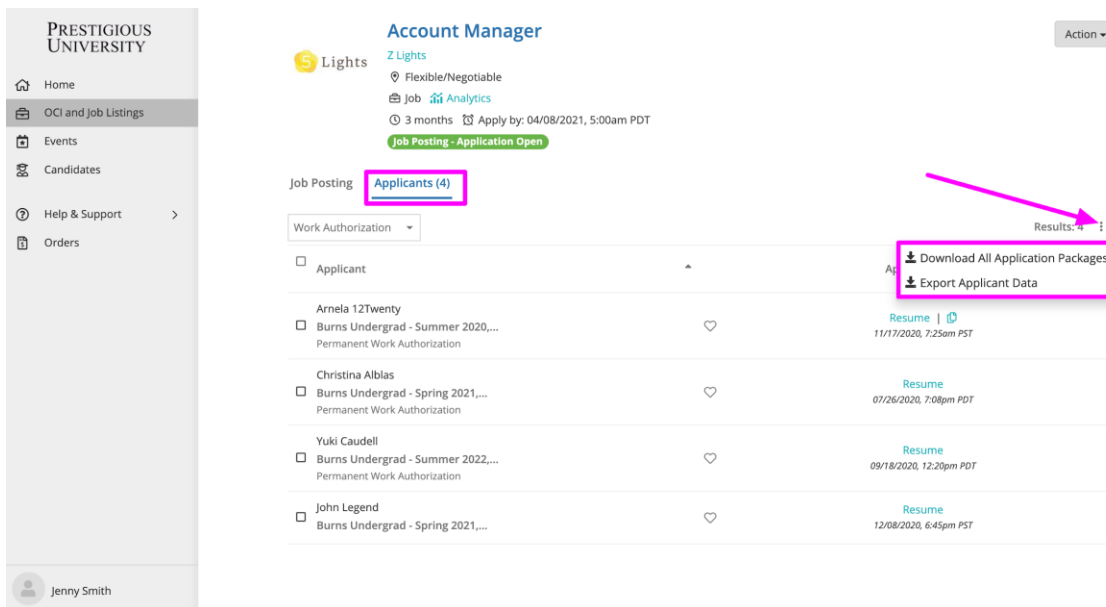 PRESTIGIOUS
UNIVERSITY
Home
OCI and Job Listings
Events
Candidates
Help & Support
Orders
Jenny Smith
Lights
Account Manager
Action
Z Lights
Flexible/Negotiable
Job Analytics
3 months Apply by: 04/08/2021, 5:00am PDT
Job Posting - Application Open
Job Posting Applicants (4)
Work Authorization
Results: 4
Download All Application Packages
Export Applicant Data
Applicant
Arnela 12Twenty
Burns Undergrad - Summer 2020,...
Permanent Work Authorization
Resume |
11/17/2020, 7:25am PST
Christina Alblas
Burns Undergrad - Spring 2021,...
Permanent Work Authorization
Resume
07/26/2020, 7:08pm PDT
Yuki Caudell
Burns Undergrad - Summer 2022,...
Permanent Work Authorization
Resume
09/18/2020, 12:20pm PDT
John Legend
Burns Undergrad - Spring 2021,...
Resume
12/08/2020, 6:45pm PST